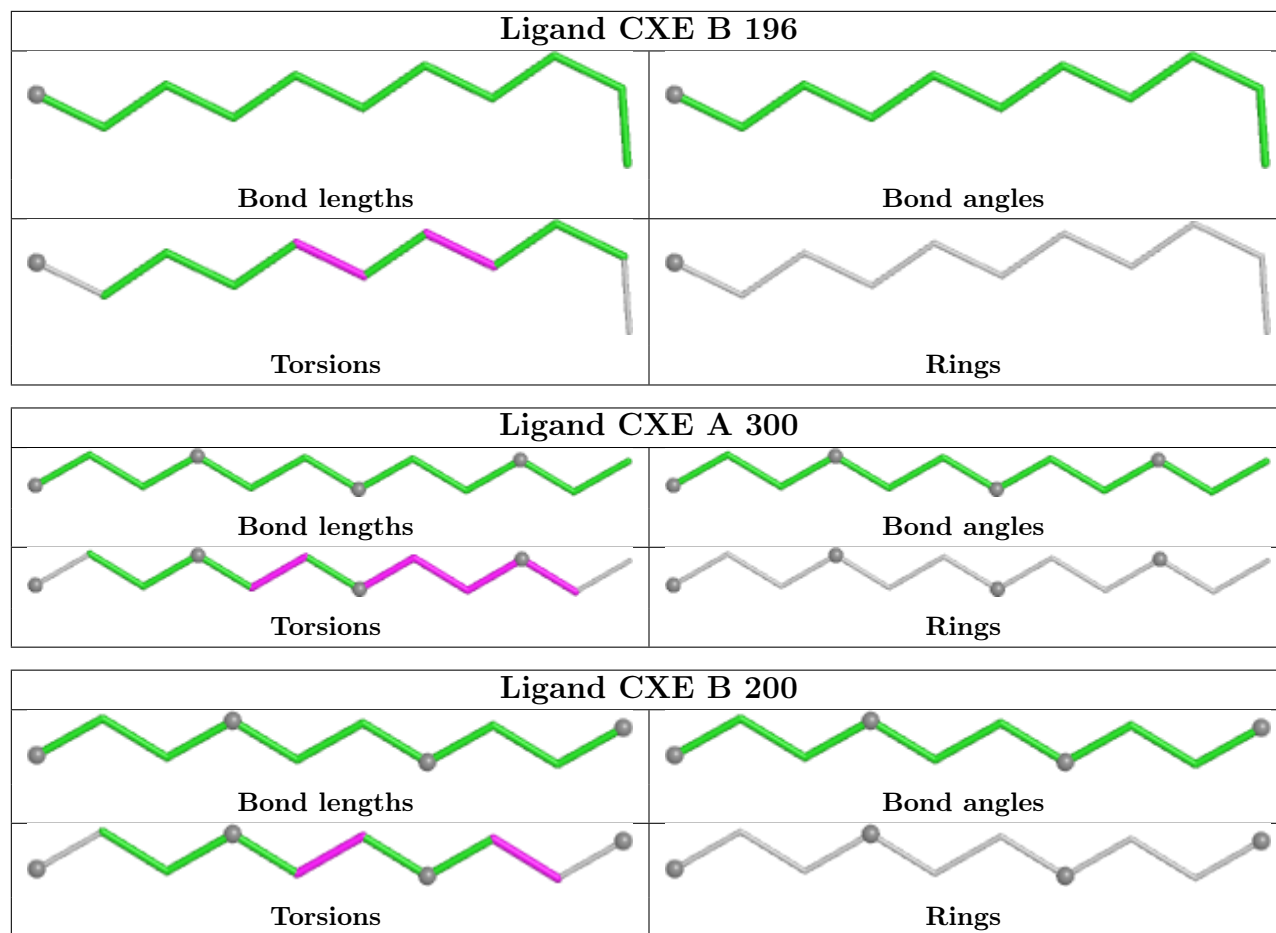 Ligand CXE B 196
Bond lengths
Bond angles
Torsions
Rings
Ligand CXE A 300
Bond lengths
Bond angles
Torsions
Rings
Ligand CXE B 200
Bond lengths
Bond angles
Torsions
Rings